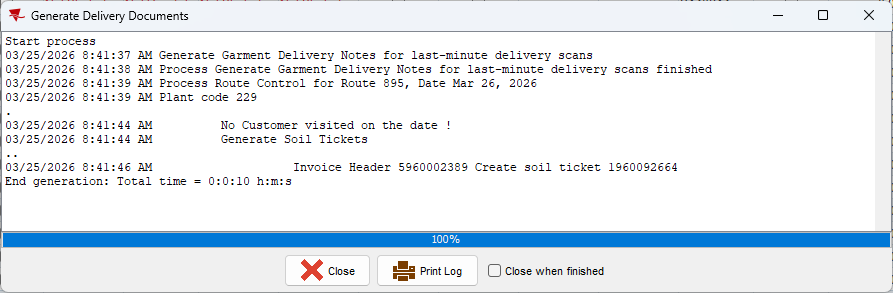 Generate Delivery Documents
Start process
03/25/2026 8:41:37 AM Generate Garment Delivery Notes for last-minute delivery scans
03/25/2026 8:41:38 AM Process Generate Garment Delivery Notes for last-minute delivery scans finished
03/25/2026 8:41:39 AM Process Route Control for Route 895, Date Mar 26, 2026
03/25/2026 8:41:39 AM Plant code 229
.
03/25/2026 8:41:44 AM No Customer visited on the date !
03/25/2026 8:41:44 AM Generate Soil Tickets
..
03/25/2026 8:41:46 AM Invoice Header 5960002389 Create soil ticket 1960092664
End generation: Total time = 0:0:10 h:m:s
100%
Close
Print Log
Close when finished